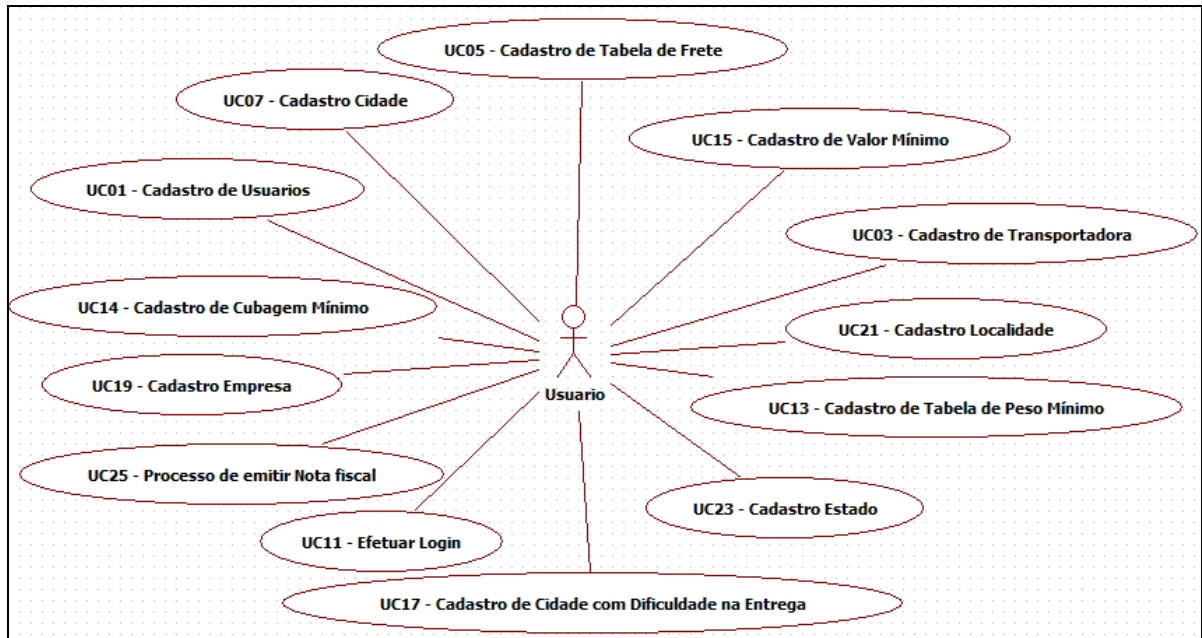 UC05 - Cadastro de Tabela de Frete
UC07 - Cadastro Cidade
UC15 - Cadastro de Valor Mínimo
UC01 - Cadastro de Usuarios
UC03 - Cadastro de Transportadora
UC14 - Cadastro de Cubagem Mínimo
UC21 - Cadastro Localidade
UC19 - Cadastro Empresa
Usuario
UC13 - Cadastro de Tabela de Peso Mínimo
UC25 - Processo de emitir Nota fiscal
UC23 - Cadastro Estado
UC11 - Efetuar Login
UC17 - Cadastro de Cidade com Dificuldade na Entrega